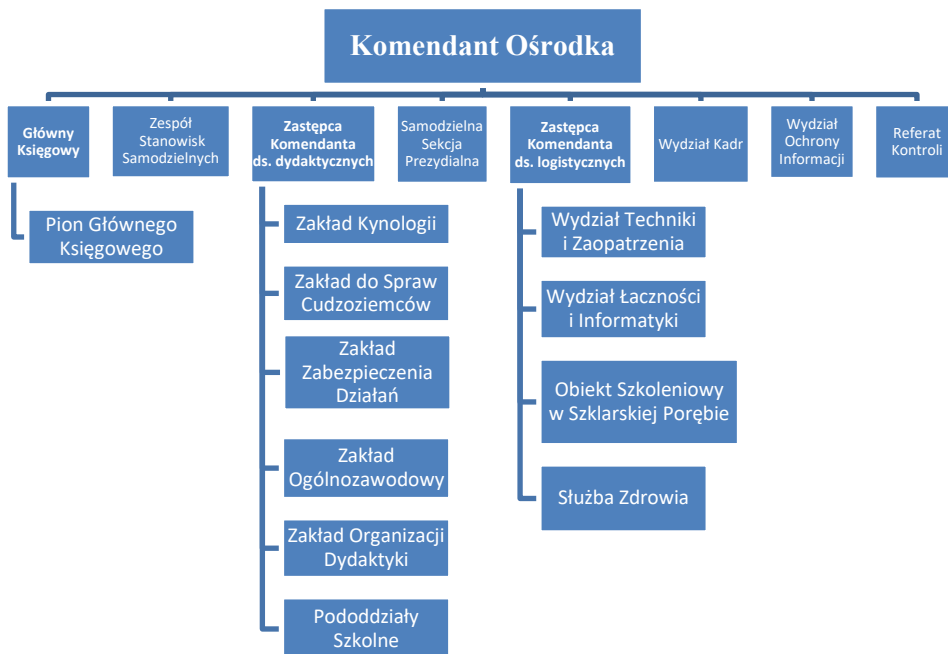 Komendant Ośrodka
Główny
Księgowy
Zespół
Stanowisk
Samodzielnych
Zastępca
Komendanta
ds. dydaktycznych
Samodzielna
Sekcja
Prezydialna
Zastępca
Komendanta
ds. logistycznych
Wydział Kadr
Wydział
Ochrony
Informacji
Referat
Kontroli
Pion Głównego
Księgowego
Zakład Kynologii
Zakład do Spraw
Cudzoziemców
Zakład
Zabezpieczenia
Działań
Zakład
Ogólnozawodowy
Zakład Organizacji
Dydaktyki
Pododdziały
Szkolne
Wydział Techniki
i Zaopatrzenia
Wydział Łączności
i Informatyki
Obiekt Szkoleniowy
w Szklarskiej Porębie
Służba Zdrowia